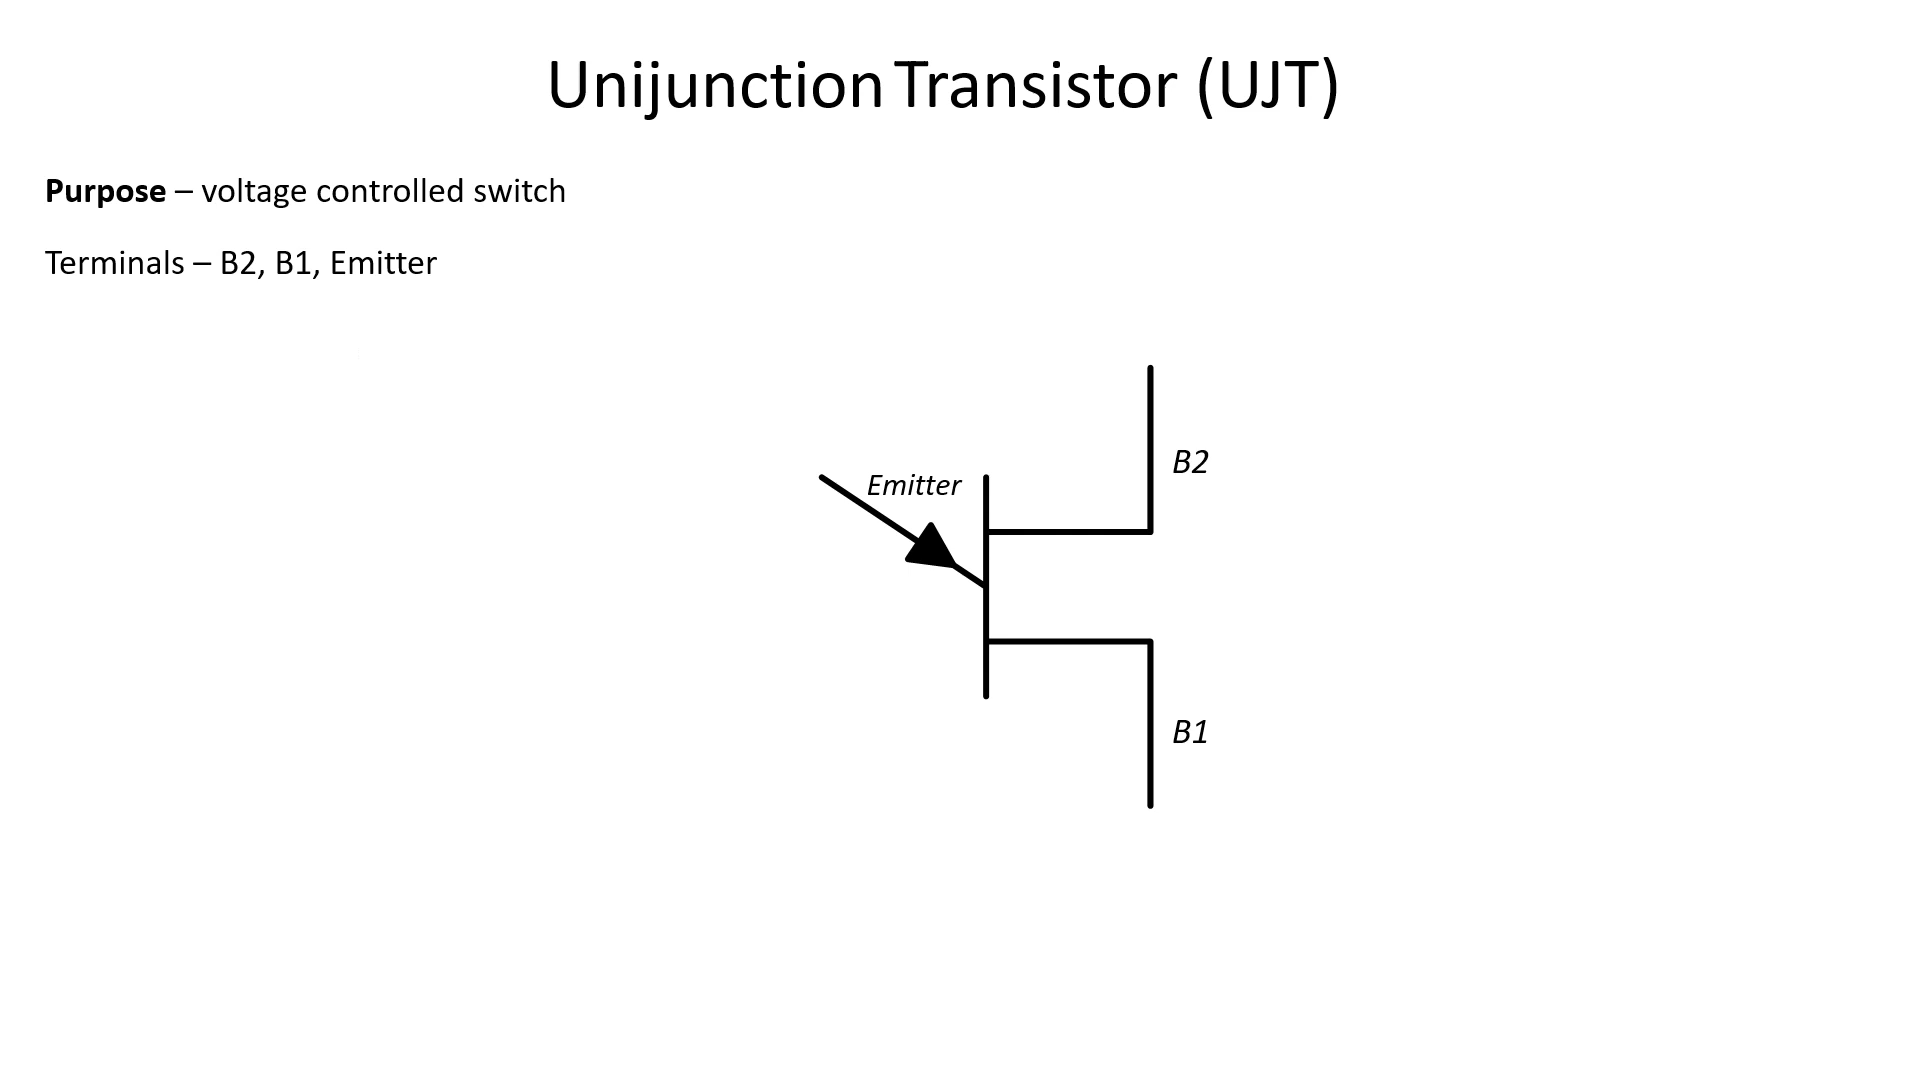 Unijunction Transistor (UJT)
Purpose – voltage controlled switch
Terminals – B2, B1, Emitter
B2
Emitter
B1